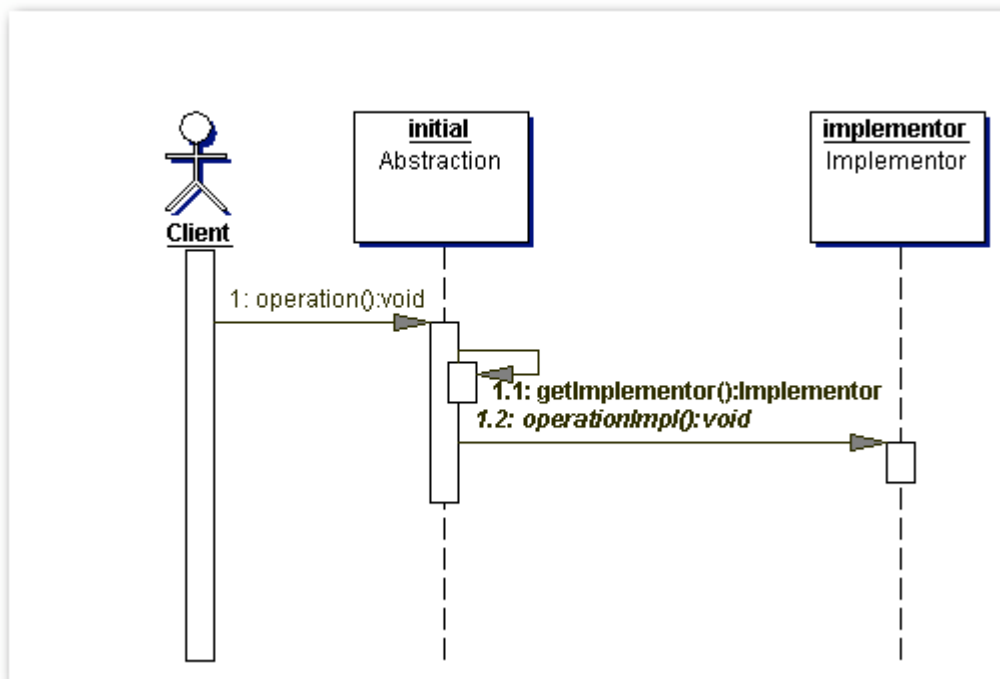 initial
Abstraction
implementor
Implementor
Client
1: operation():void
1.1: getImplementor():Implementor
1.2: operationImpl():void